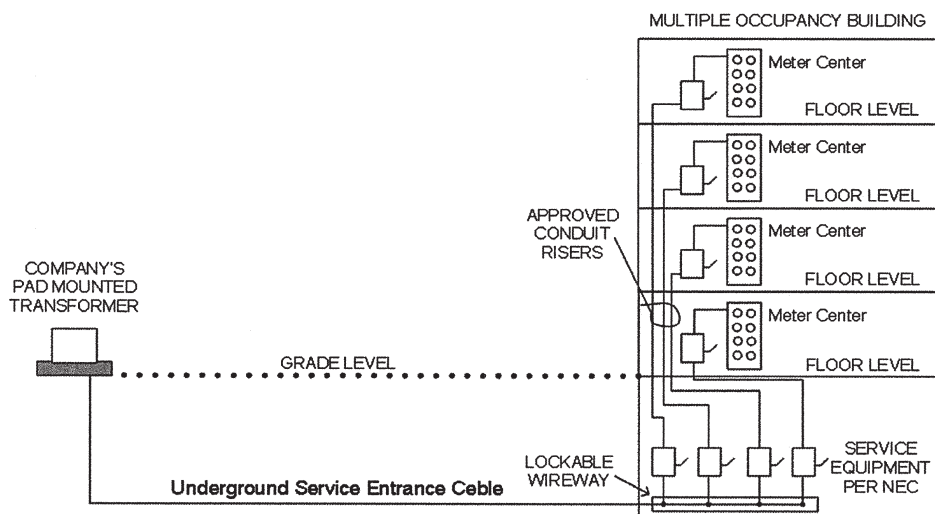 MULTIPLE OCCUPANCY BUILDING
Meter Center
FLOOR LEVEL
Meter Center
FLOOR LEVEL
APPROVED
CONDUIT
RISERS
Meter Center
FLOOR LEVEL
COMPANY'S
PAD MOUNTED
TRANSFORMER
Meter Center
GRADE LEVEL
FLOOR LEVEL
LOCKABLE
WIREWAY
SERVICE
EQUIPMENT
PER NEC
Underground Service Entrance Ceble